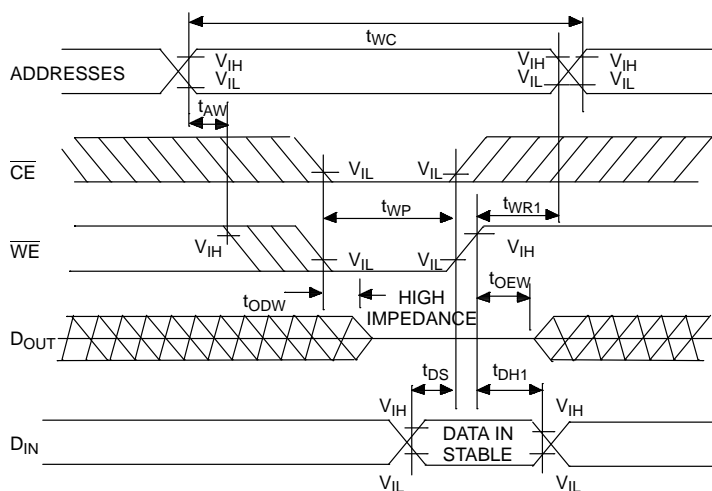 tWC
ADDRESSES
VIH
VIL
VIH
VIL
VIH
VIL
tAW
CE
VIL
VIL
tWP
tWR1
WE
VIH
VIL
VIL
VIH
tODW
HIGH
IMPEDANCE
tOEW
DOUT
tDS
tDH1
VIH
VIH
DIN
DATA IN
STABLE
VIL
VIL